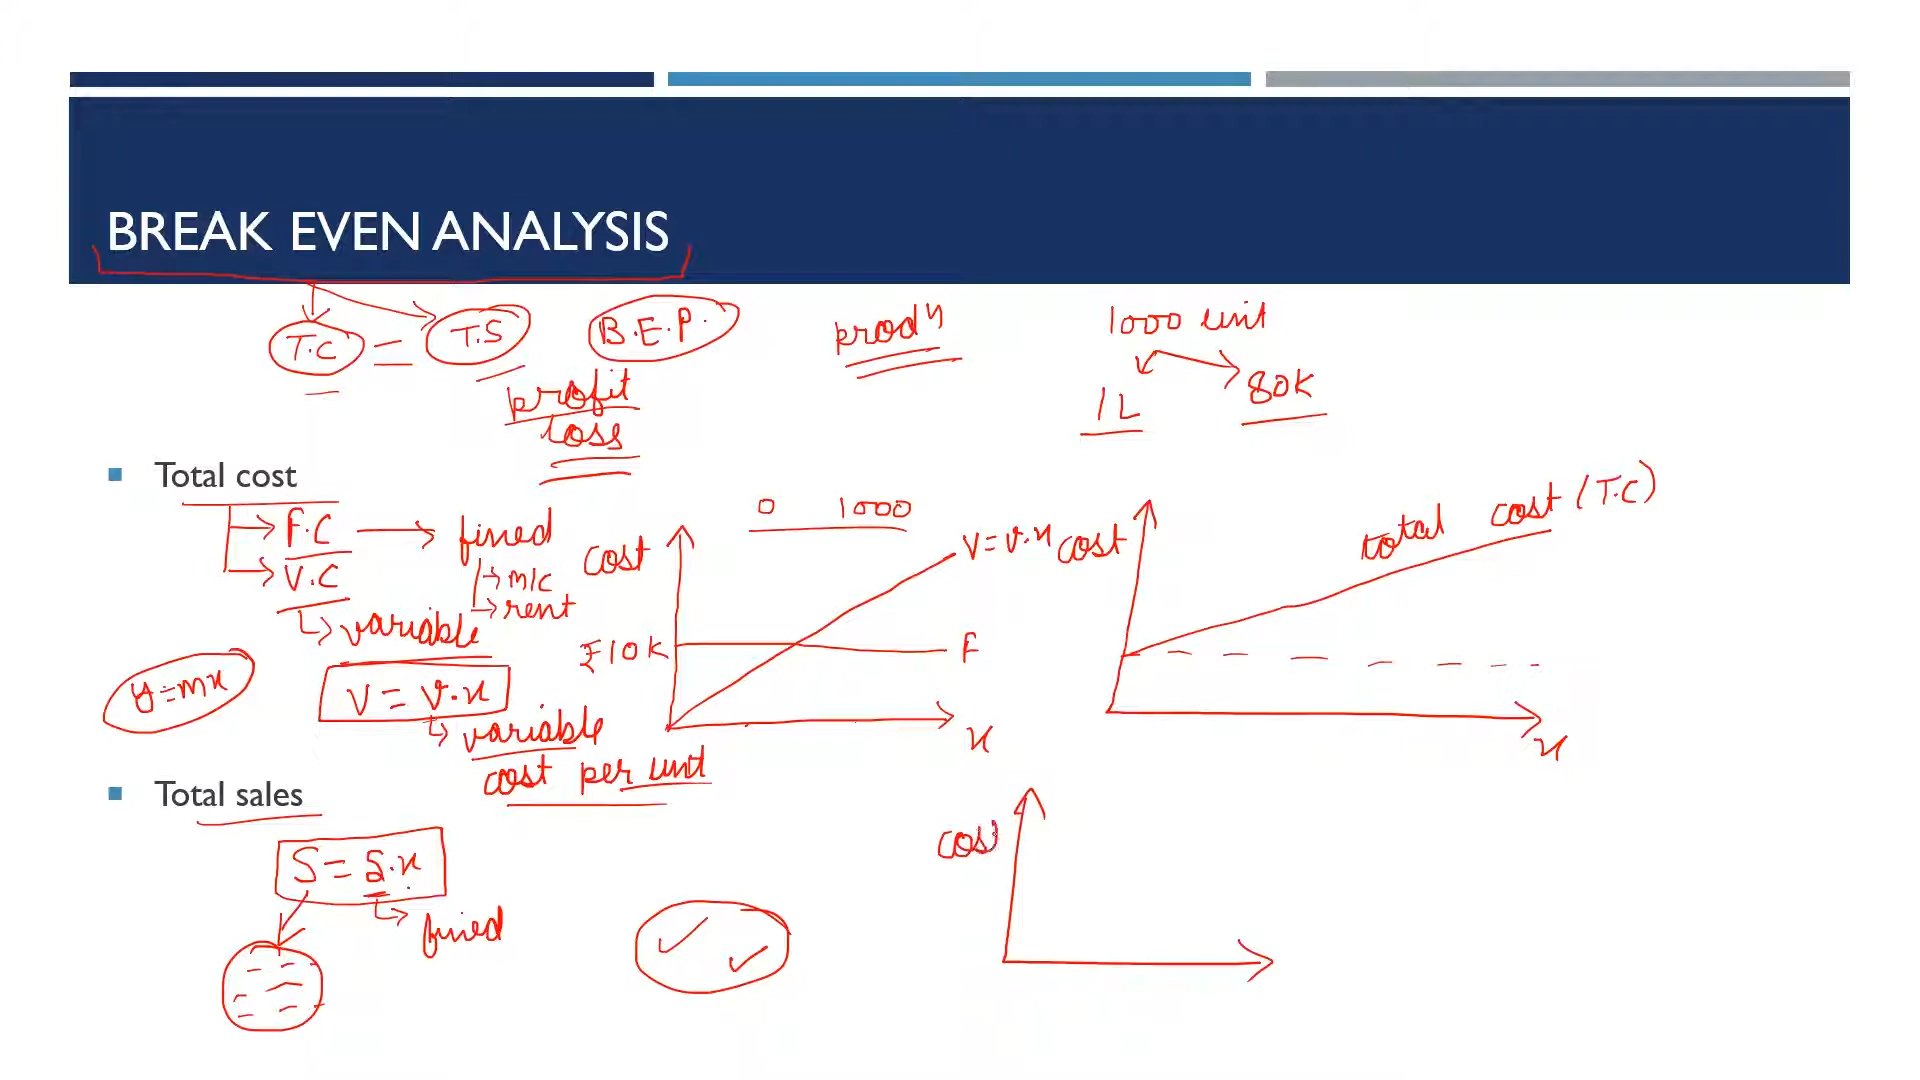 BREAK EVEN ANALYSIS
T.C = T.S
B.E.P.
prodⁿ
1000 unit
1L
80K
profit
loss
Total cost
F.C → fixed
→ m/c
→ rent
V.C
↳ variable
y=mx
V = v.x
↳ variable
cost per unit
0 1000
cost
V=v.x
₹10K
F
x
cost
total cost (T.C)
x
Total sales
S = s.x
↳ fixed
cos